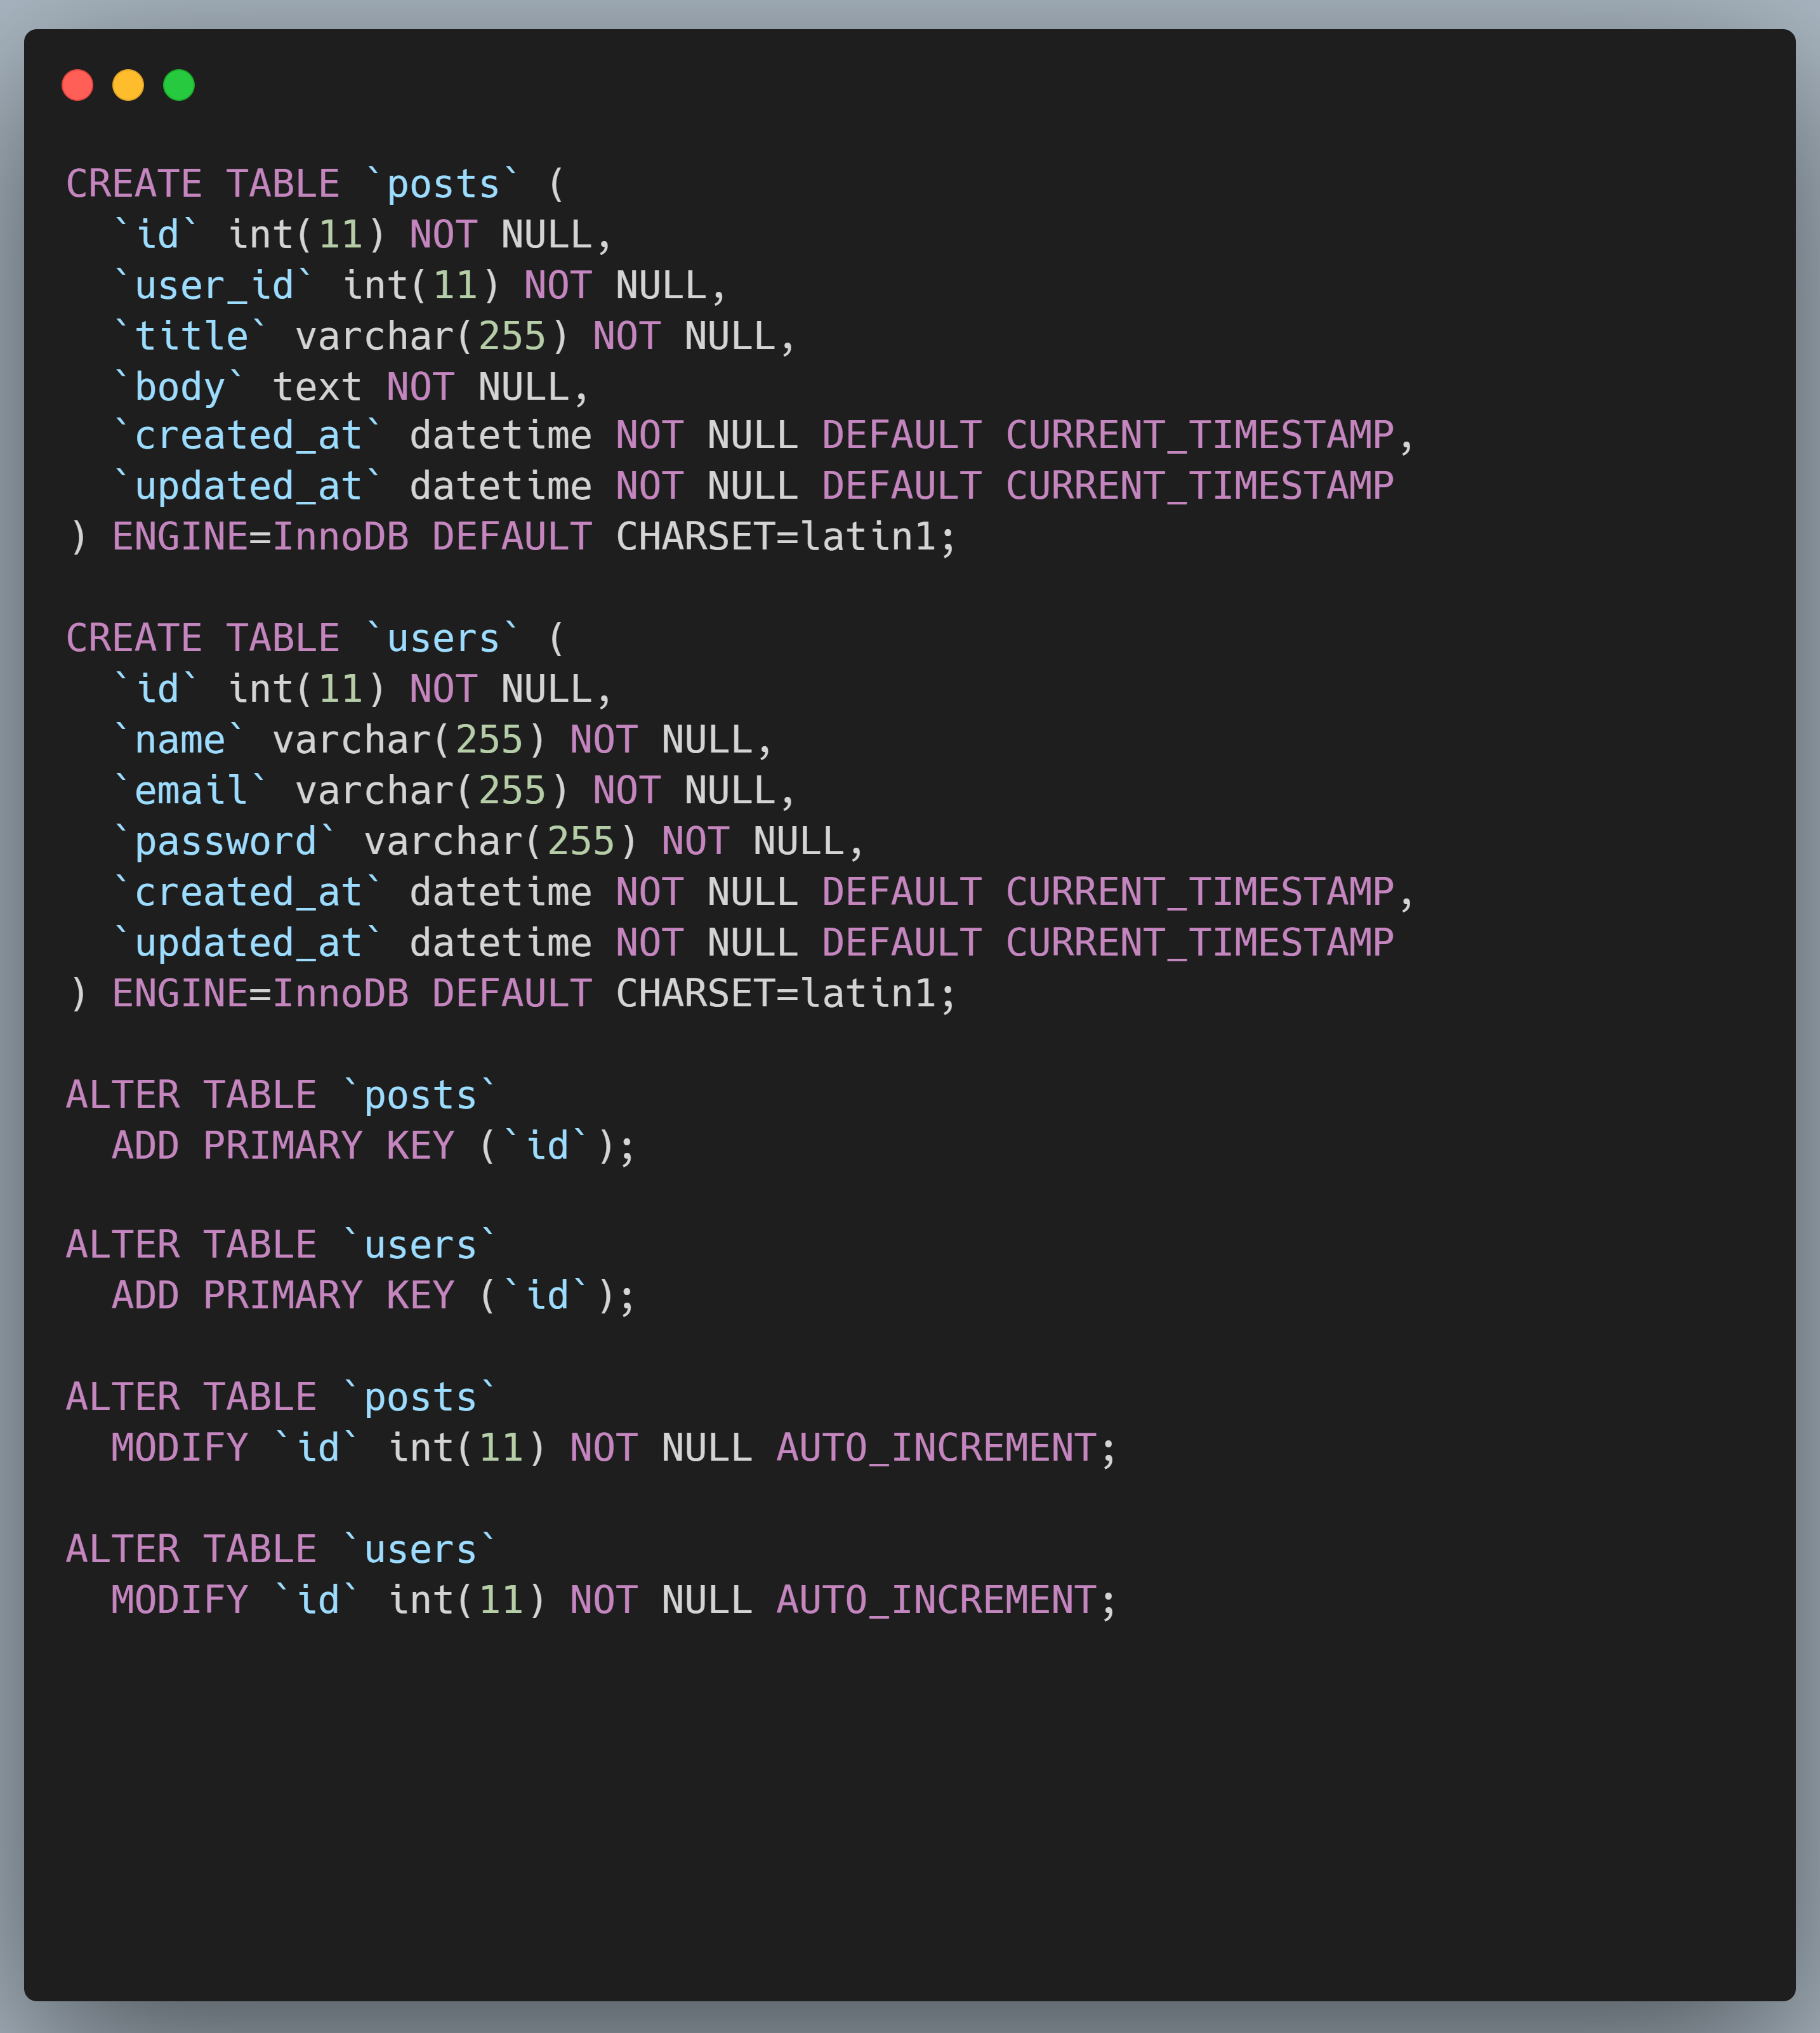 CREATE TABLE `posts` (
  `id` int(11) NOT NULL,
  `user_id` int(11) NOT NULL,
  `title` varchar(255) NOT NULL,
  `body` text NOT NULL,
  `created_at` datetime NOT NULL DEFAULT CURRENT_TIMESTAMP,
  `updated_at` datetime NOT NULL DEFAULT CURRENT_TIMESTAMP
) ENGINE=InnoDB DEFAULT CHARSET=latin1;

CREATE TABLE `users` (
  `id` int(11) NOT NULL,
  `name` varchar(255) NOT NULL,
  `email` varchar(255) NOT NULL,
  `password` varchar(255) NOT NULL,
  `created_at` datetime NOT NULL DEFAULT CURRENT_TIMESTAMP,
  `updated_at` datetime NOT NULL DEFAULT CURRENT_TIMESTAMP
) ENGINE=InnoDB DEFAULT CHARSET=latin1;

ALTER TABLE `posts`
  ADD PRIMARY KEY (`id`);

ALTER TABLE `users`
  ADD PRIMARY KEY (`id`);

ALTER TABLE `posts`
  MODIFY `id` int(11) NOT NULL AUTO_INCREMENT;

ALTER TABLE `users`
  MODIFY `id` int(11) NOT NULL AUTO_INCREMENT;